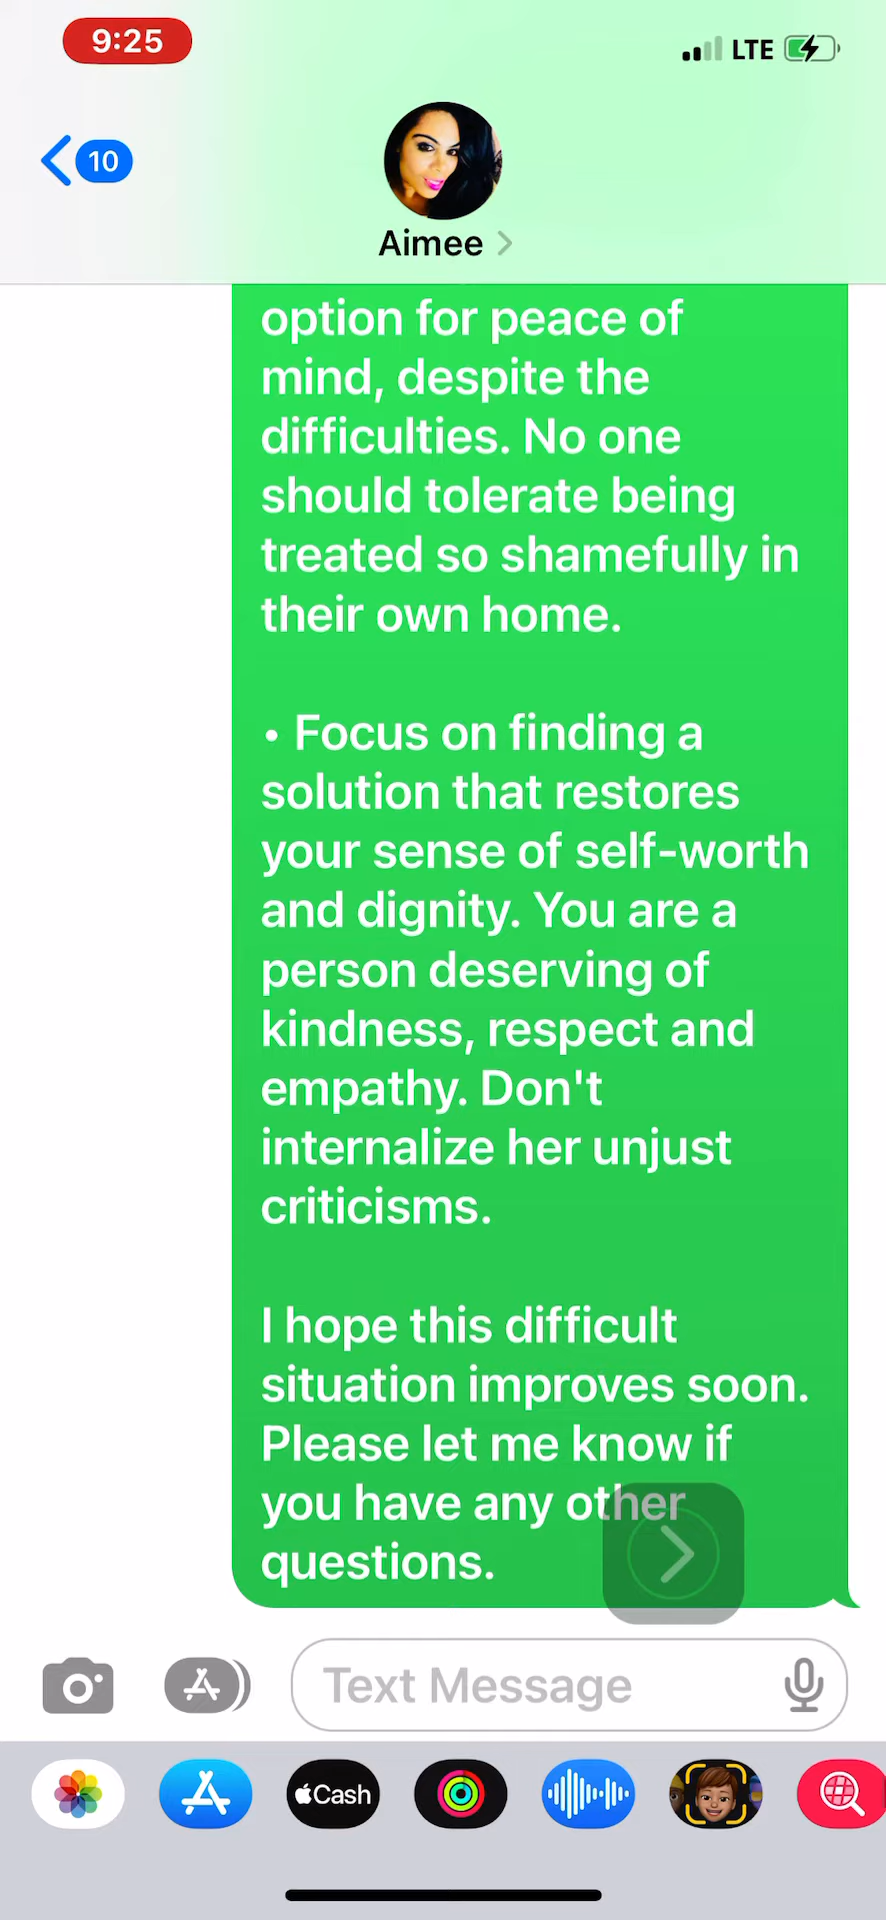 9:25
LTE
10
Aimee
option for peace of
mind, despite the
difficulties. No one
should tolerate being
treated so shamefully in
their own home.
• Focus on finding a
solution that restores
your sense of self-worth
and dignity. You are a
person deserving of
kindness, respect and
empathy. Don't
internalize her unjust
criticisms.
I hope this difficult
situation improves soon.
Please let me know if
you have any other
questions.
Text Message
Cash